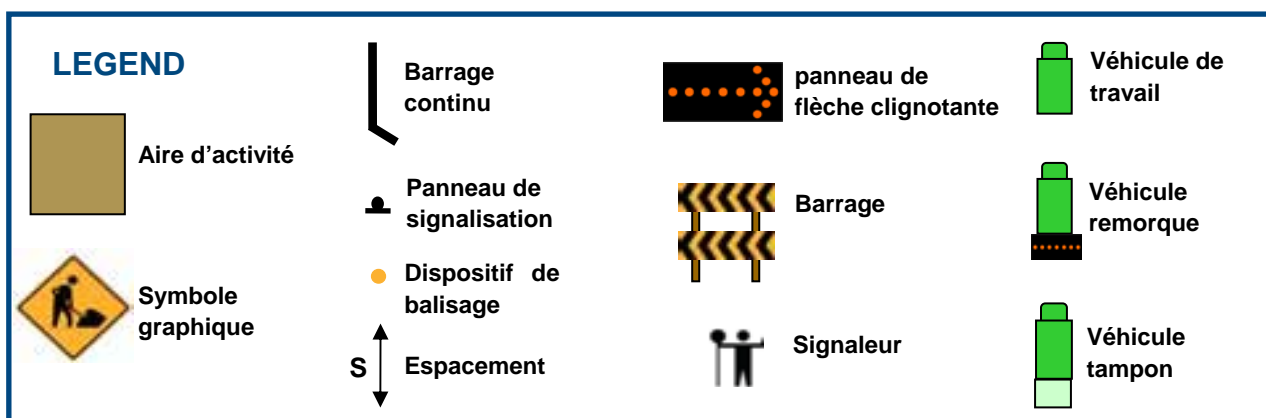 LEGEND
Aire d’activité
Symbole
graphique
Barrage
continu
Panneau de
signalisation
Dispositif de
balisage
S
Espacement
panneau de
flèche clignotante
Barrage
Signaleur
Véhicule de
travail
Véhicule
remorque
Véhicule
tampon